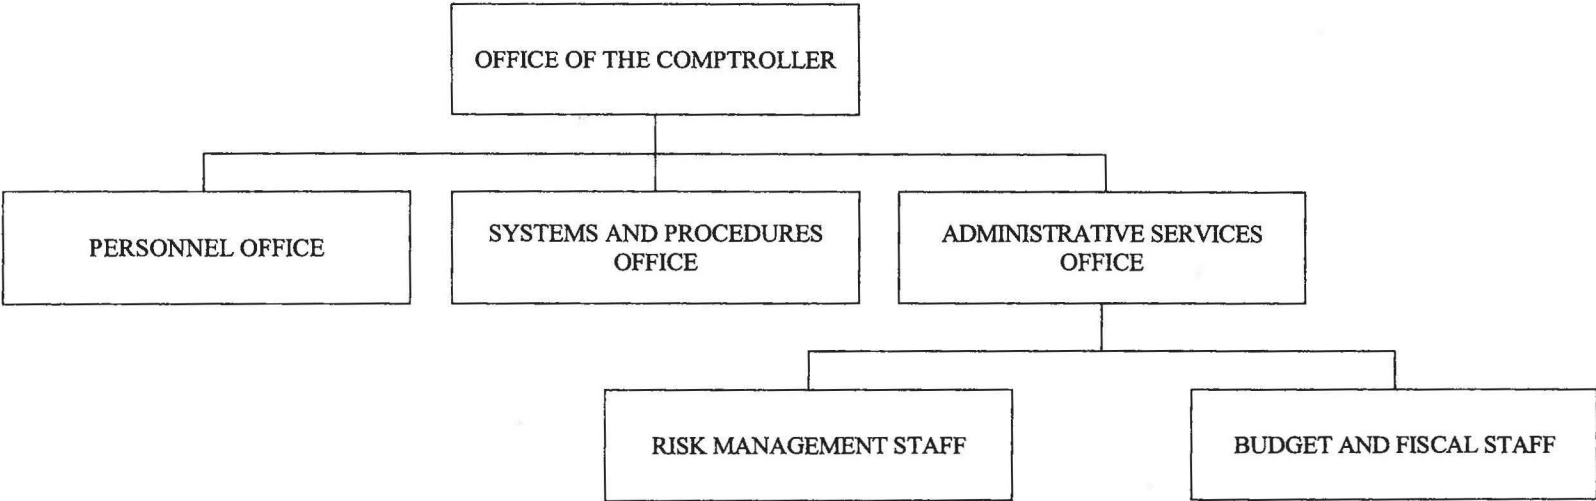 OFFICE OF THE COMPTROLLER
PERSONNEL OFFICE
SYSTEMS AND PROCEDURES
OFFICE
ADMINISTRATIVE SERVICES
OFFICE
RISK MANAGEMENT STAFF
BUDGET AND FISCAL STAFF